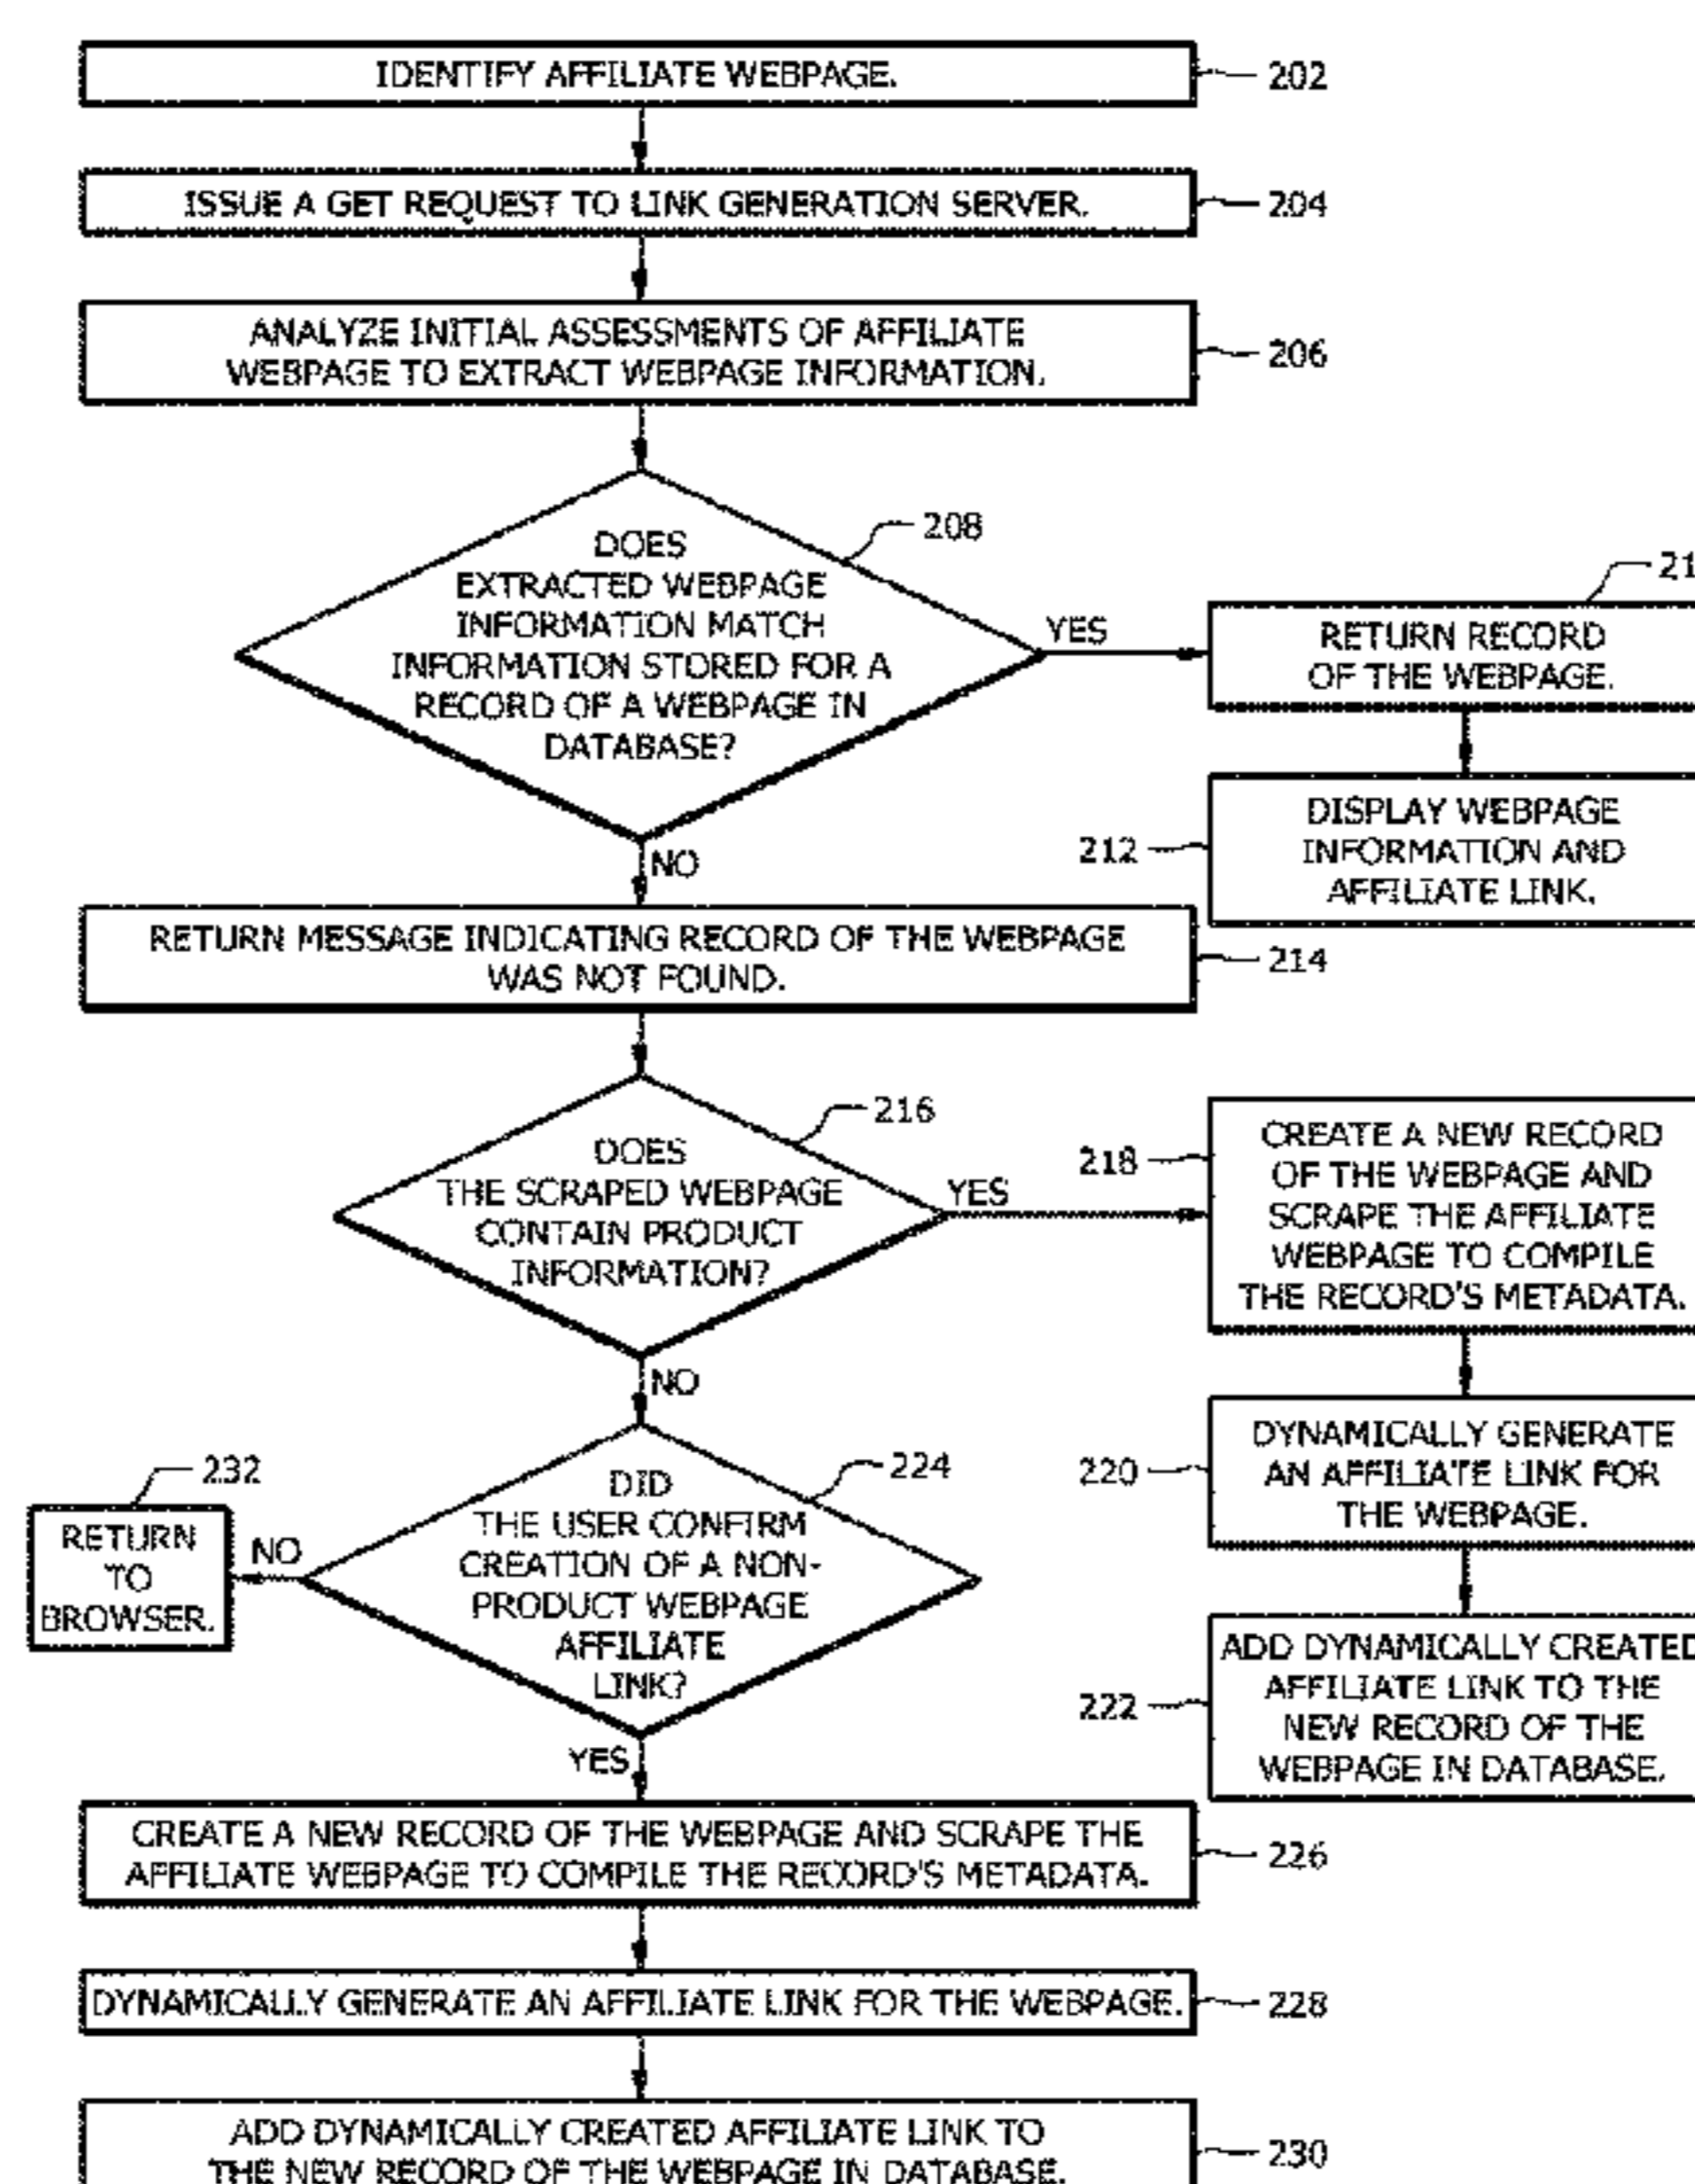 IDENTIFY AFFILIATE WEBPAGE.
202
ISSUE A GET REQUEST TO LINK GENERATION SERVER.
204
ANALYZE INITIAL ASSESSMENTS OF AFFILIATE
WEBPAGE TO EXTRACT WEBPAGE INFORMATION.
206
208
DOES
EXTRACTED WEBPAGE
INFORMATION MATCH
INFORMATION STORED FOR A
RECORD OF A WEBPAGE IN
DATABASE?
YES
21
RETURN RECORD
OF THE WEBPAGE.
212
DISPLAY WEBPAGE
INFORMATION AND
AFFILIATE LINK.
NO
RETURN MESSAGE INDICATING RECORD OF THE WEBPAGE
WAS NOT FOUND.
214
216
DOES
THE SCRAPED WEBPAGE
CONTAIN PRODUCT
INFORMATION?
YES
218
CREATE A NEW RECORD
OF THE WEBPAGE AND
SCRAPE THE AFFILIATE
WEBPAGE TO COMPILE
THE RECORD'S METADATA.
220
DYNAMICALLY GENERATE
AN AFFILIATE LINK FOR
THE WEBPAGE.
222
ADD DYNAMICALLY CREATED
AFFILIATE LINK TO THE
NEW RECORD OF THE
WEBPAGE IN DATABASE.
NO
224
DID
THE USER CONFIRM
CREATION OF A NON-
PRODUCT WEBPAGE
AFFILIATE
LINK?
NO
232
RETURN
TO
BROWSER.
YES
CREATE A NEW RECORD OF THE WEBPAGE AND SCRAPE THE
AFFILIATE WEBPAGE TO COMPILE THE RECORD'S METADATA.
226
DYNAMICALLY GENERATE AN AFFILIATE LINK FOR THE WEBPAGE.
228
ADD DYNAMICALLY CREATED AFFILIATE LINK TO
THE NEW RECORD OF THE WEBPAGE IN DATABASE.
230